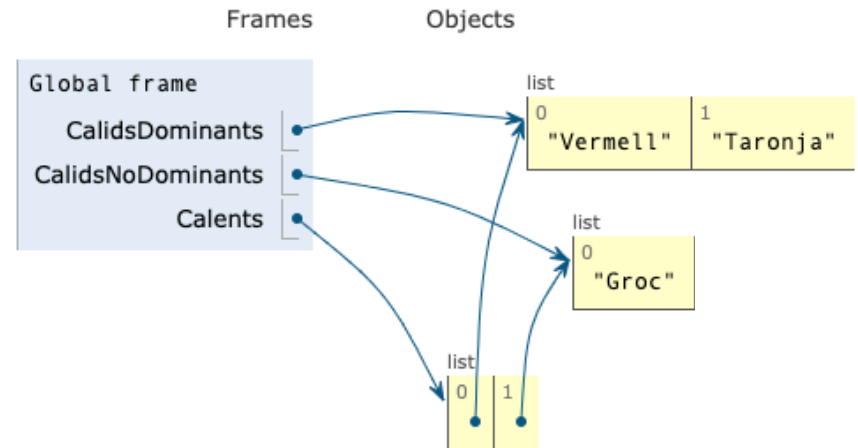 Frames Objects
Global frame
CalidsDominants
CalidsNoDominants
Calents
list
0 1
"Vermell" "Taronja"
list
0
"Groc"
list
0 1